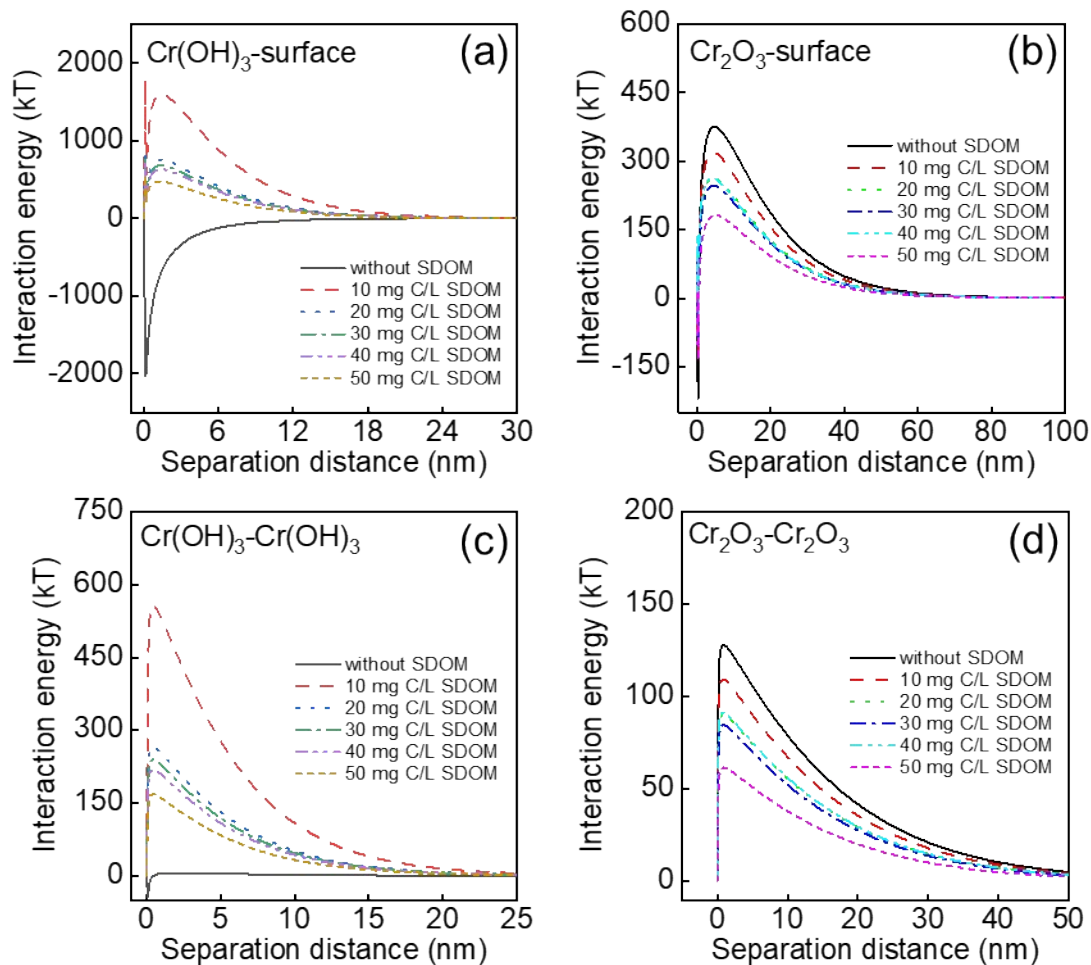 Cr(OH)3-surface
(a)
Interaction energy (kT)
2000
1000
0
-1000
-2000
without SDOM
10 mg C/L SDOM
20 mg C/L SDOM
30 mg C/L SDOM
40 mg C/L SDOM
50 mg C/L SDOM
0 6 12 18 24 30
Separation distance (nm)
Cr2O3-surface
(b)
Interaction energy (kT)
600
450
300
150
0
-150
without SDOM
10 mg C/L SDOM
20 mg C/L SDOM
30 mg C/L SDOM
40 mg C/L SDOM
50 mg C/L SDOM
0 20 40 60 80 100
Separation distance (nm)
Cr(OH)3-Cr(OH)3
(c)
Interaction energy (kT)
750
600
450
300
150
0
without SDOM
10 mg C/L SDOM
20 mg C/L SDOM
30 mg C/L SDOM
40 mg C/L SDOM
50 mg C/L SDOM
0 5 10 15 20 25
Separation distance (nm)
Cr2O3-Cr2O3
(d)
Interaction energy (kT)
200
150
100
50
0
without SDOM
10 mg C/L SDOM
20 mg C/L SDOM
30 mg C/L SDOM
40 mg C/L SDOM
50 mg C/L SDOM
0 10 20 30 40 50
Separation distance (nm)